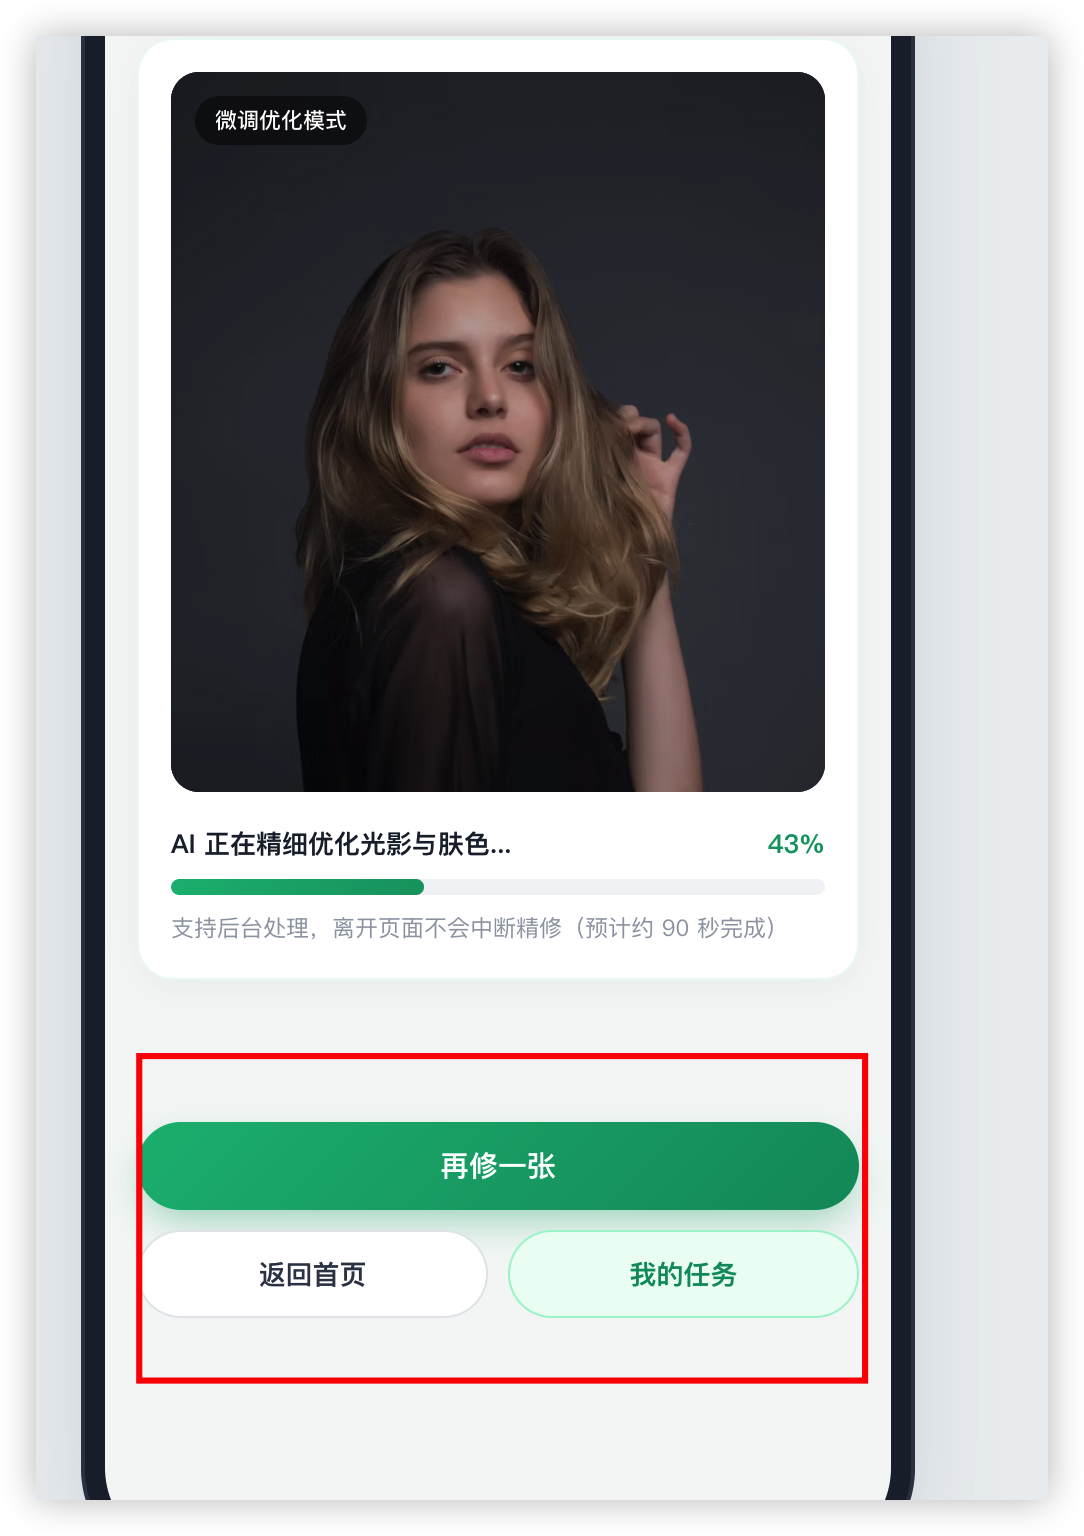 微调优化模式
AI 正在精细优化光影与肤色...
43%
支持后台处理，离开页面不会中断精修（预计约 90 秒完成）
再修一张
返回首页
我的任务